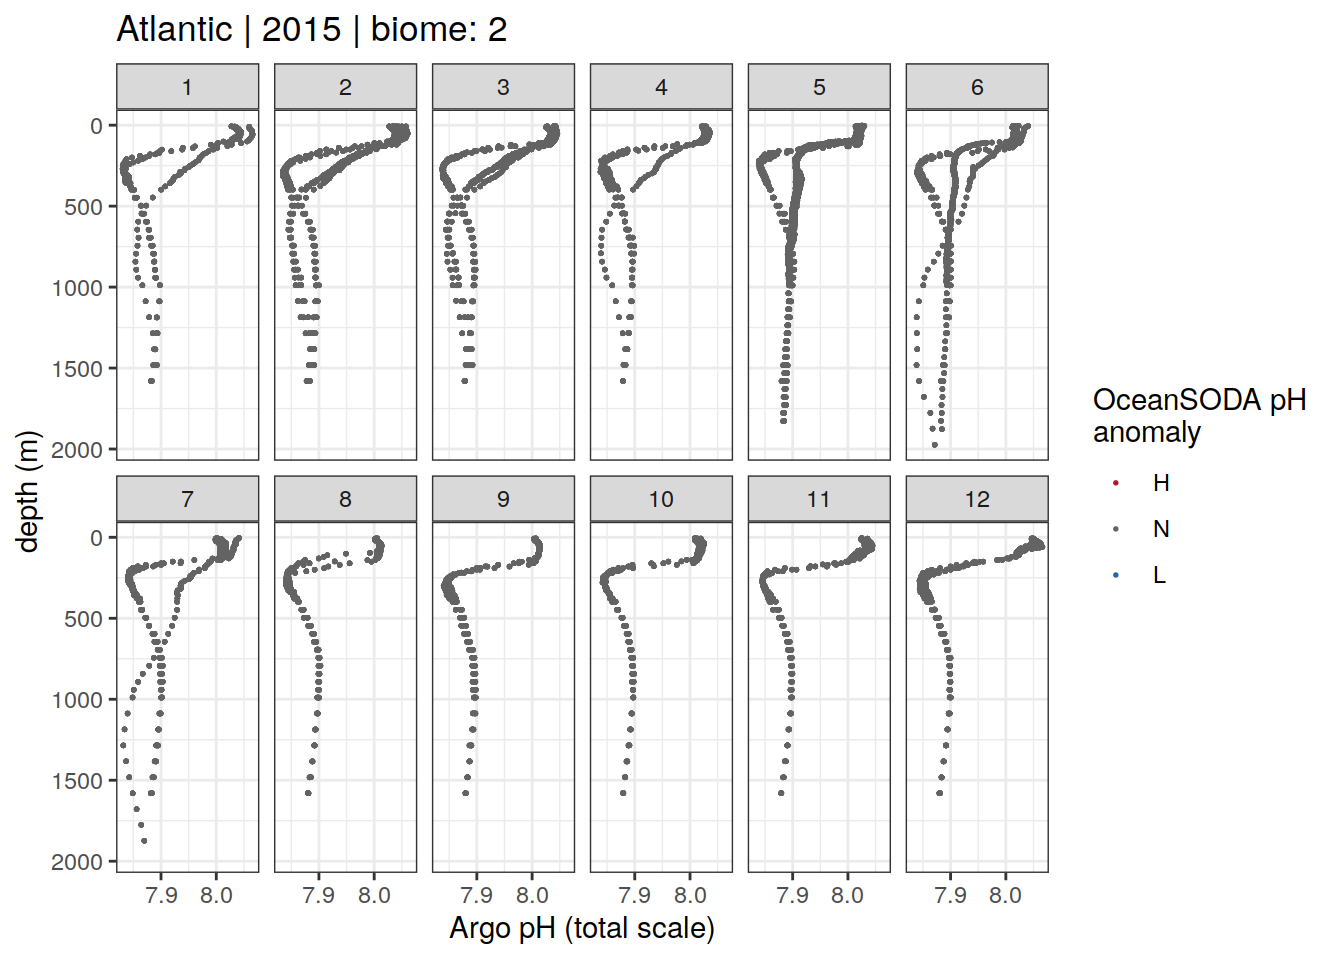 Atlantic | 2015 | biome: 2
1 2 3 4 5 6
0
500
1000
1500
2000
7 8 9 10 11 12
0
500
1000
1500
2000
7.9 8.0 7.9 8.0 7.9 8.0 7.9 8.0 7.9 8.0 7.9 8.0
Argo pH (total scale)
depth (m)
OceanSODA pH
anomaly
H
N
L